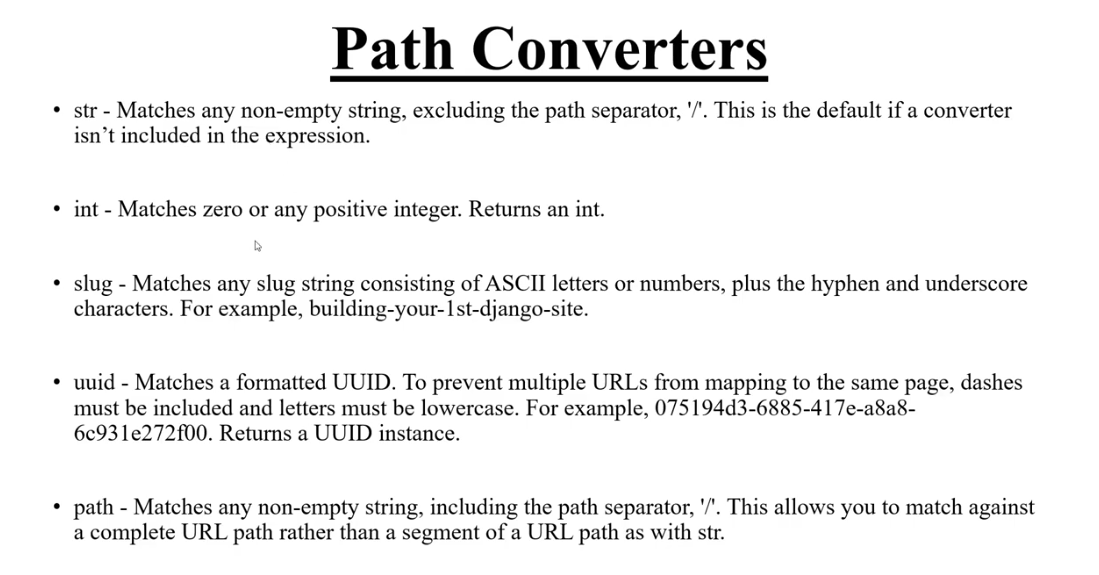 Path Converters
• str - Matches any non-empty string, excluding the path separator, '/'. This is the default if a converter
isn’t included in the expression.
• int - Matches zero or any positive integer. Returns an int.
• slug - Matches any slug string consisting of ASCII letters or numbers, plus the hyphen and underscore
characters. For example, building-your-1st-django-site.
• uuid - Matches a formatted UUID. To prevent multiple URLs from mapping to the same page, dashes
must be included and letters must be lowercase. For example, 075194d3-6885-417e-a8a8-
6c931e272f00. Returns a UUID instance.
• path - Matches any non-empty string, including the path separator, '/'. This allows you to match against
a complete URL path rather than a segment of a URL path as with str.